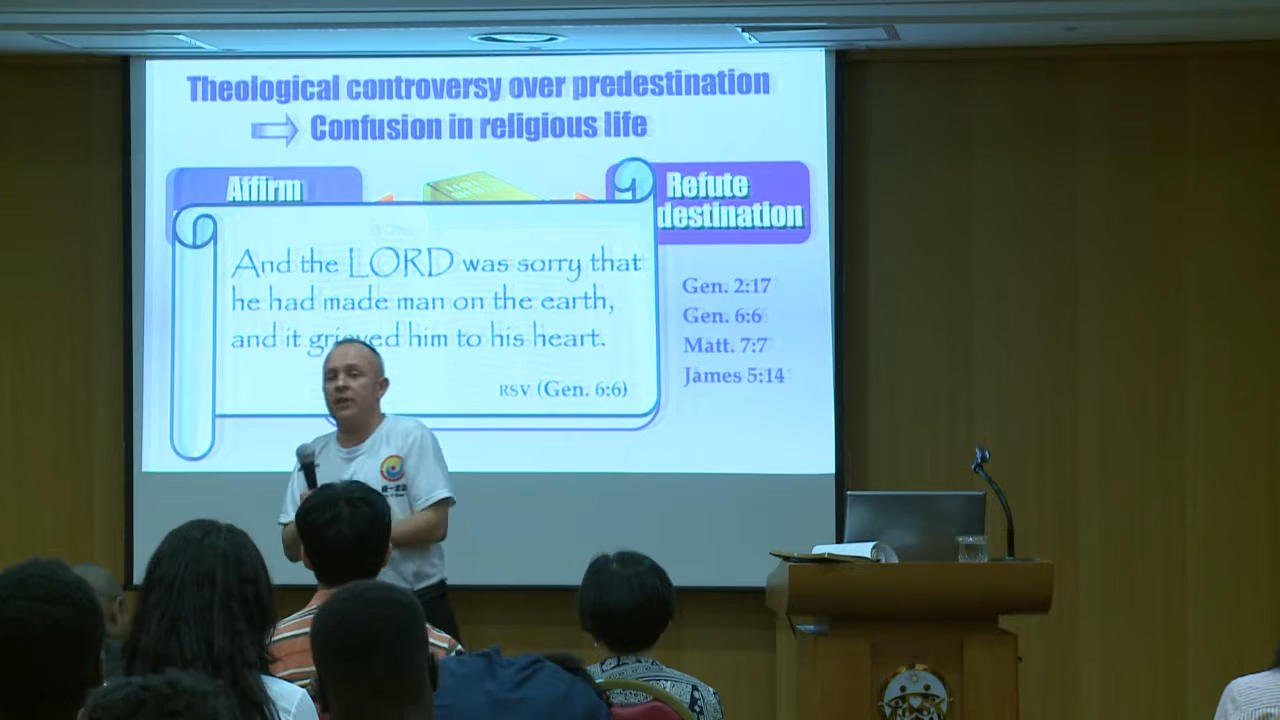 Theological controversy over predestination
Confusion in religious life
Affirm
Refute
destination
And the LORD was sorry that
he had made man on the earth,
and it grieved him to his heart.
RSV (Gen. 6:6)
Gen. 2:17
Gen. 6:6
Matt. 7:7
James 5:14